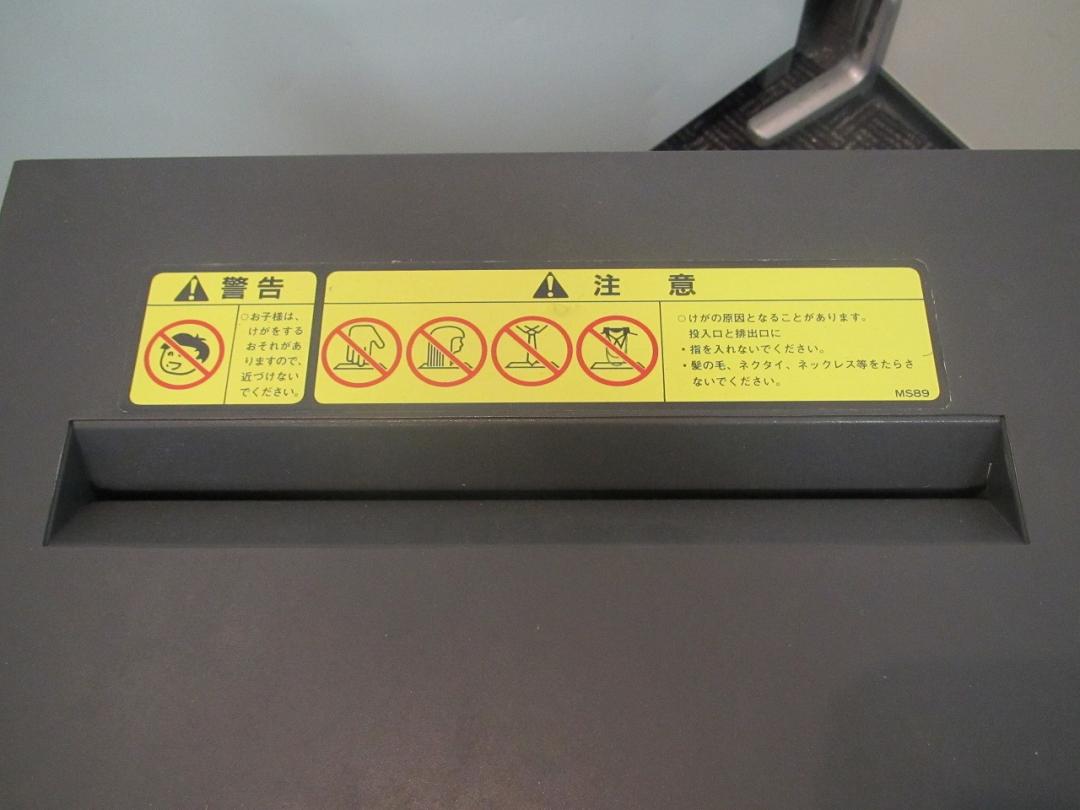 警告
○お子様は、
けがをする
おそれがあ
りますので、
近づけない
でください。
注 意
○けがの原因となることがあります。
投入口と排出口に
・指を入れないでください。
・髪の毛、ネクタイ、ネックレス等をたらさ
ないでください。
MS89